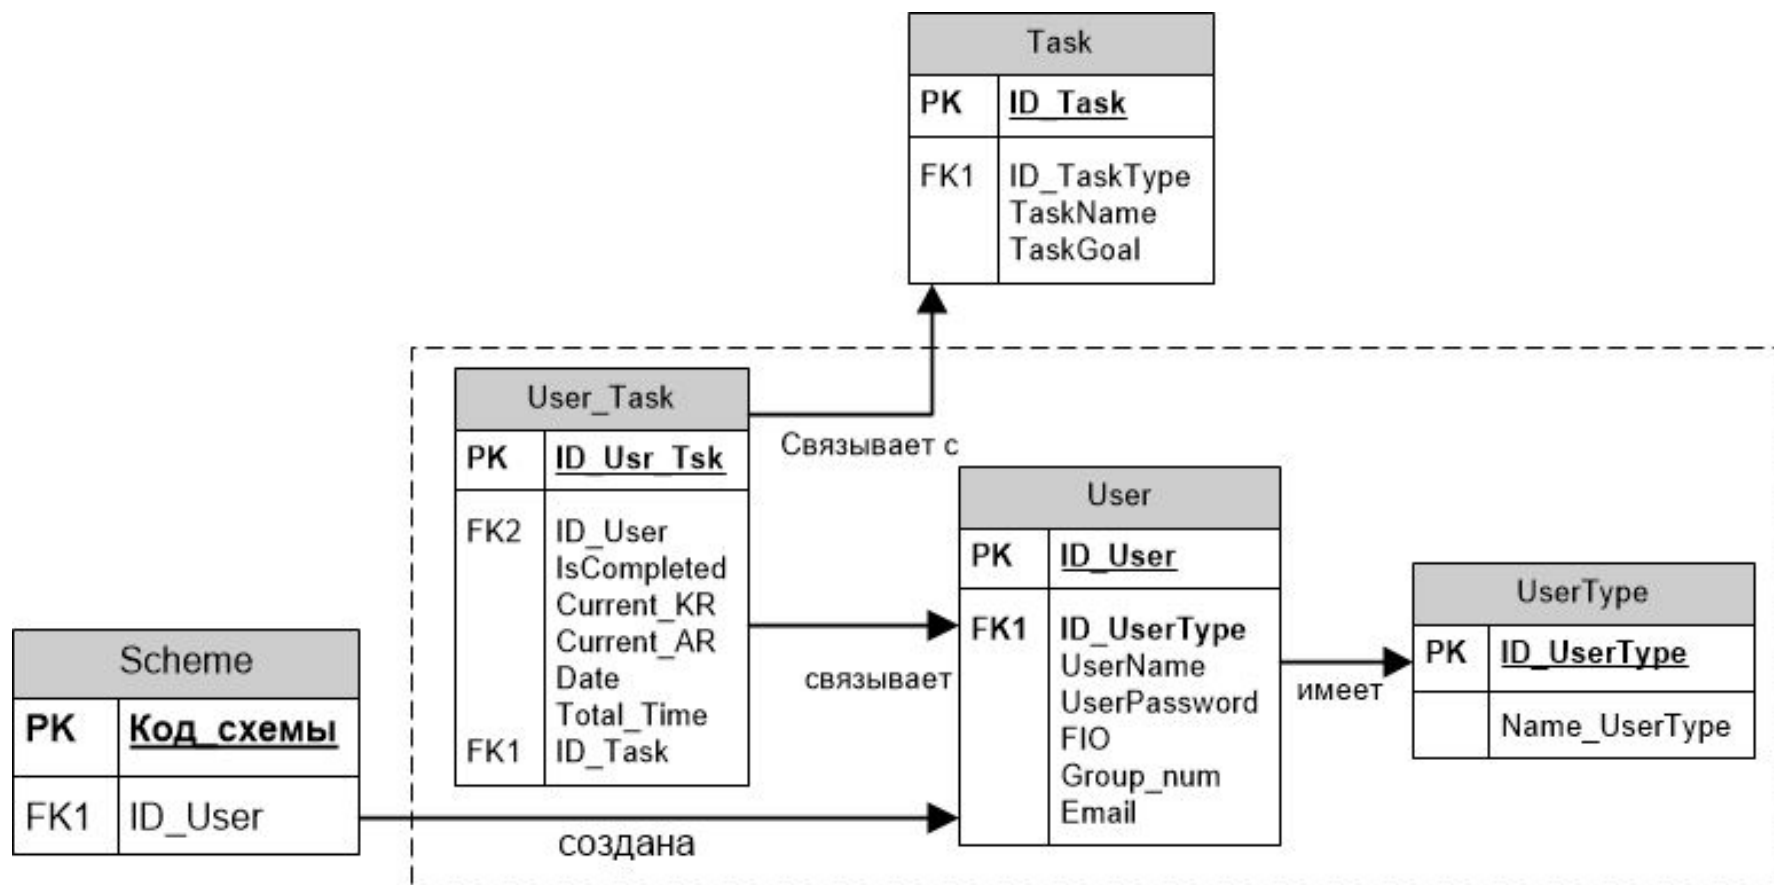 Task
PK ID_Task
FK1 ID_TaskType
TaskName
TaskGoal
User_Task
PK ID_Usr_Tsk
FK2 ID_User
IsCompleted
Current_KR
Current_AR
Date
Total_Time
FK1 ID_Task
Связывает с
связывает
User
PK ID_User
FK1 ID_UserType
UserName
UserPassword
FIO
Group_num
Email
имеет
UserType
PK ID_UserType
Name_UserType
Scheme
PK Код_схемы
FK1 ID_User
создана